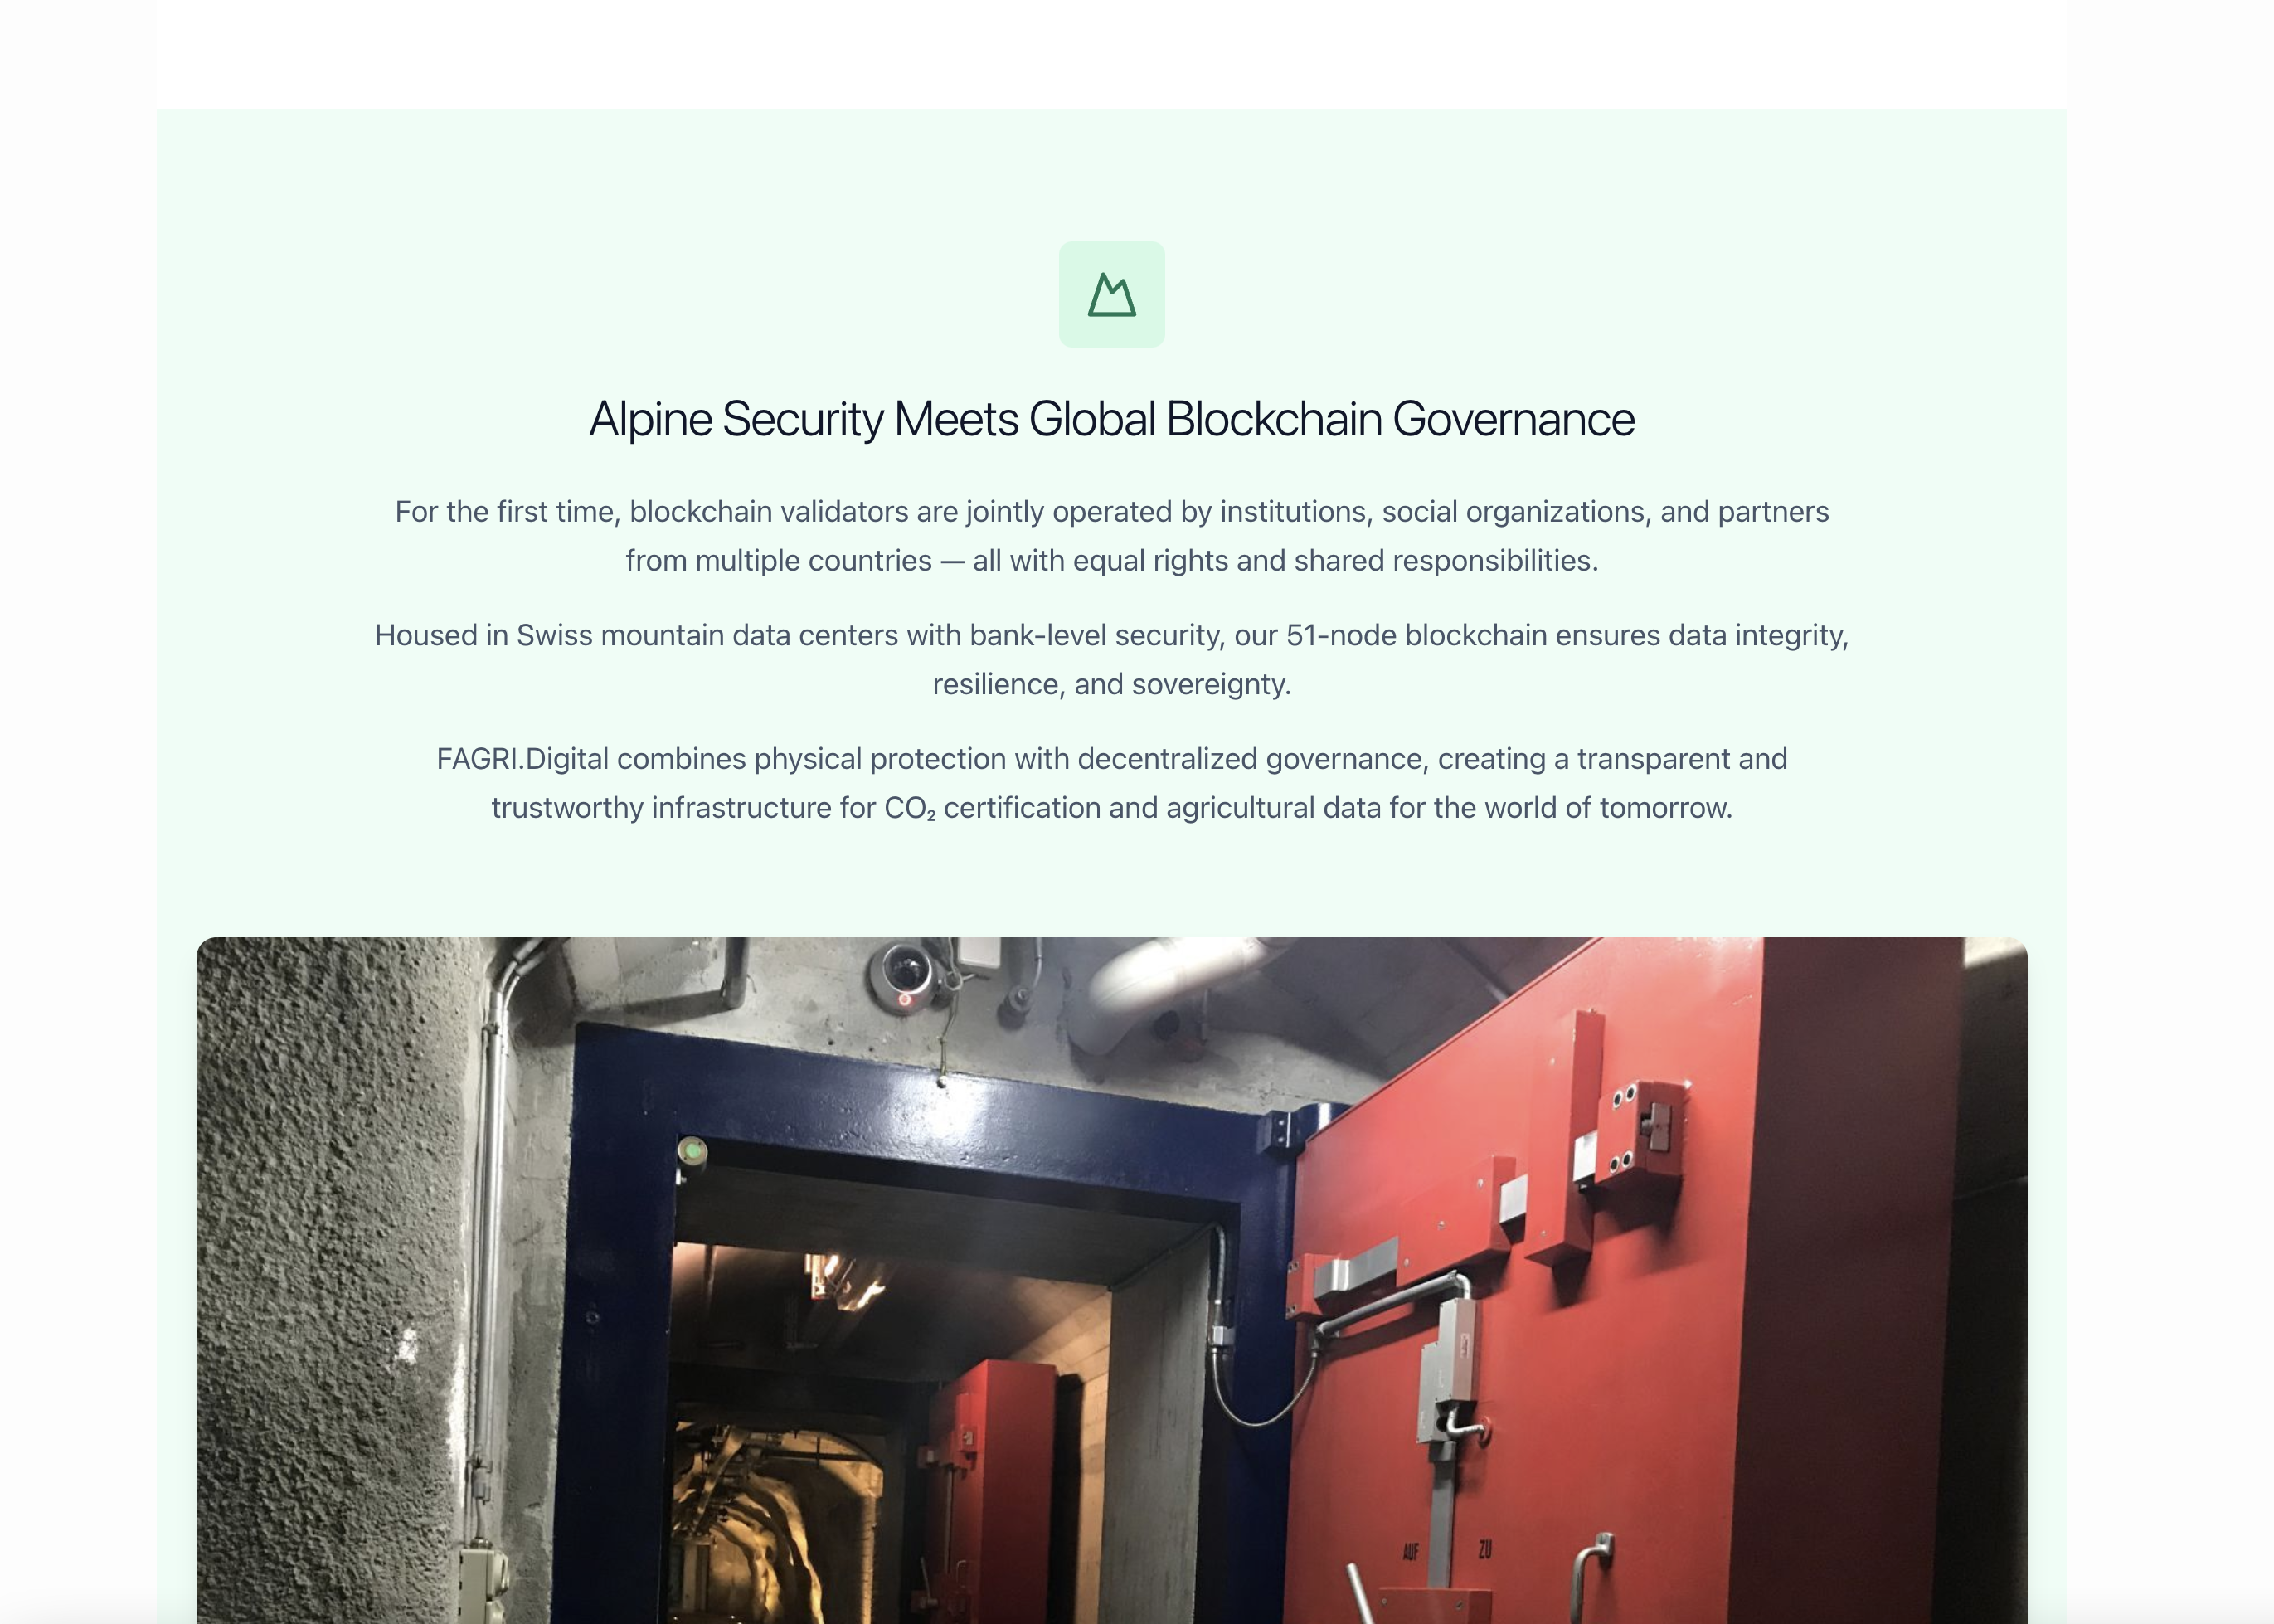 Alpine Security Meets Global Blockchain Governance
For the first time, blockchain validators are jointly operated by institutions, social organizations, and partners
from multiple countries — all with equal rights and shared responsibilities.
Housed in Swiss mountain data centers with bank-level security, our 51-node blockchain ensures data integrity,
resilience, and sovereignty.
FAGRI.Digital combines physical protection with decentralized governance, creating a transparent and
trustworthy infrastructure for CO₂ certification and agricultural data for the world of tomorrow.
AUF ZU